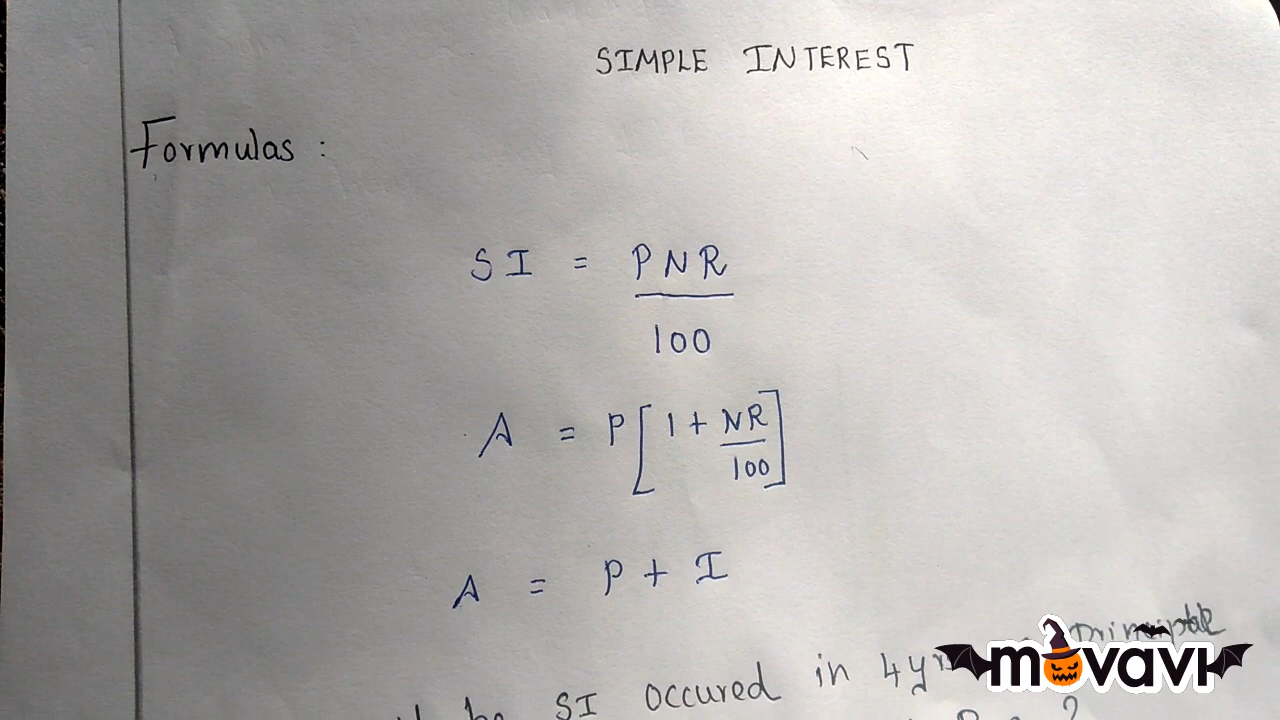 SIMPLE INTEREST
Formulas :
SI = PNR
100
A = P[1 + NR
100]
A = P + I
SI occured in 4
movavi